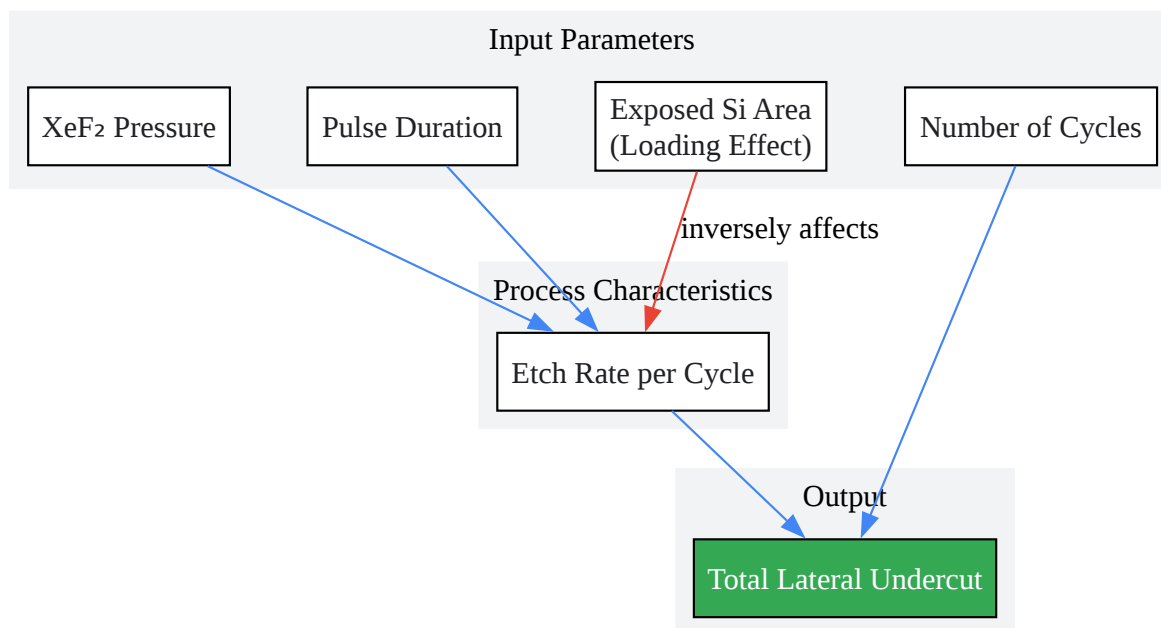 Input Parameters
XeF₂ Pressure
Pulse Duration
Exposed Si Area
(Loading Effect)
Number of Cycles
inversely affects
Process Characteristics
Etch Rate per Cycle
Output
Total Lateral Undercut